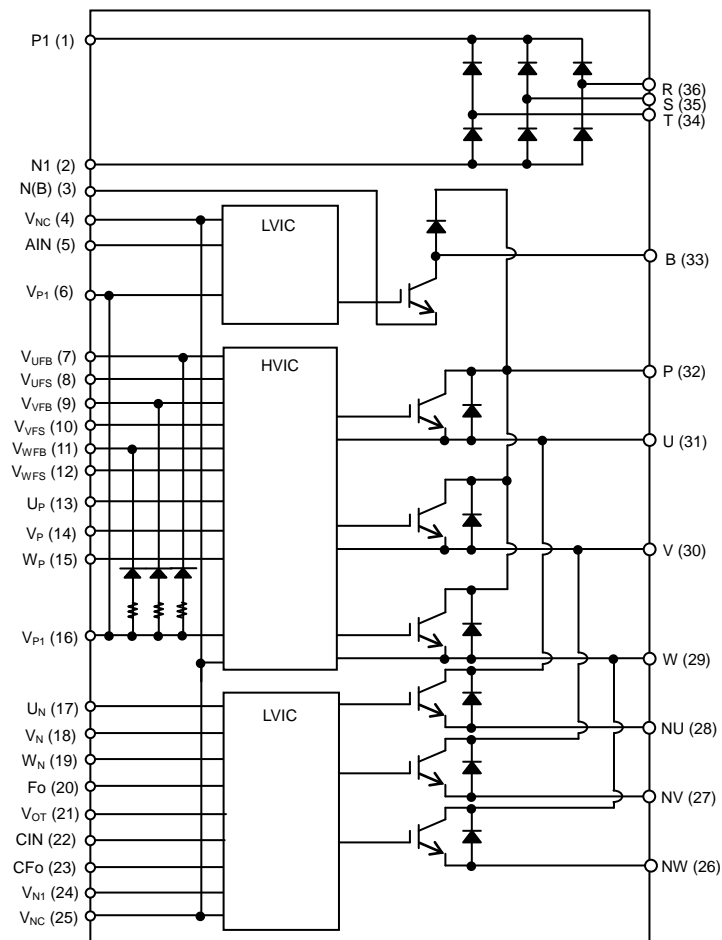 P1 (1)
N1 (2)
N(B) (3)
VNC (4)
AIN (5)
VP1 (6)
VUFB (7)
VUFS (8)
VVFB (9)
VVFS (10)
VWFB (11)
VWFS (12)
UP (13)
VP (14)
WP (15)
VP1 (16)
UN (17)
VN (18)
WN (19)
Fo (20)
VOT (21)
CIN (22)
CFo (23)
VN1 (24)
VNC (25)
LVIC
HVIC
LVIC
R (36)
S (35)
T (34)
B (33)
P (32)
U (31)
V (30)
W (29)
NU (28)
NV (27)
NW (26)